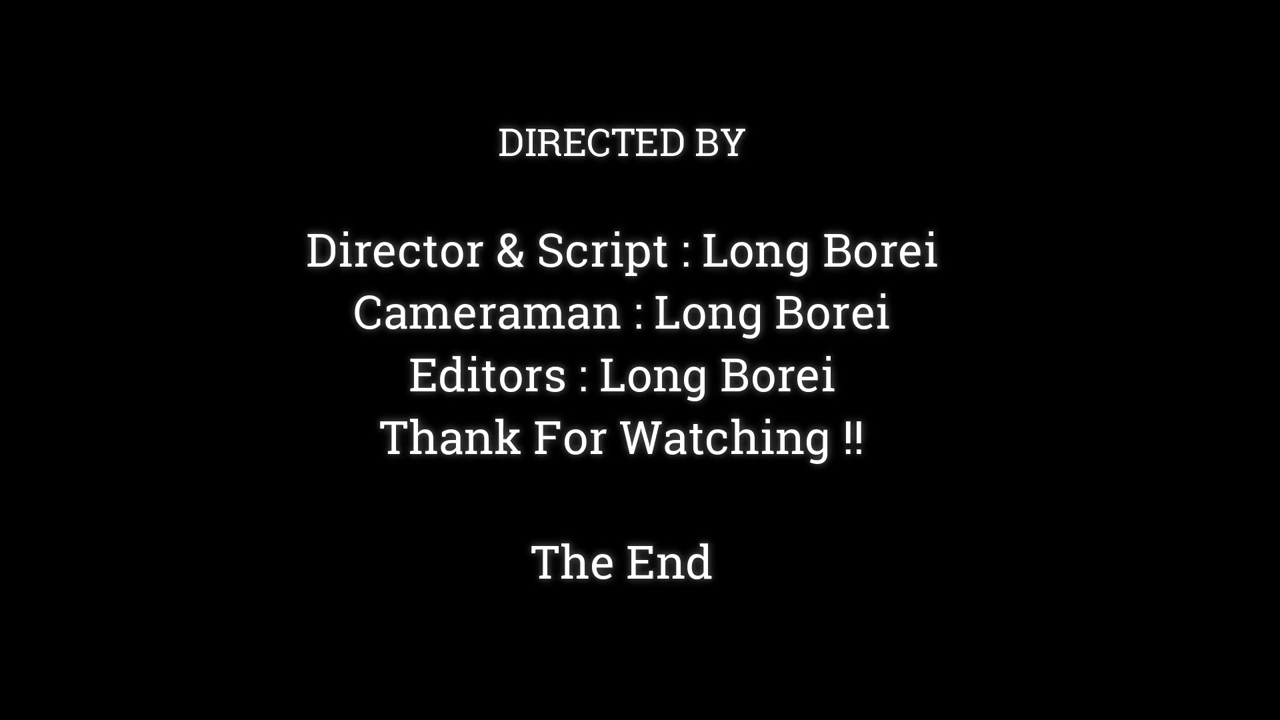 DIRECTED BY
Director & Script : Long Borei
Cameraman : Long Borei
Editors : Long Borei
Thank For Watching !!
The End